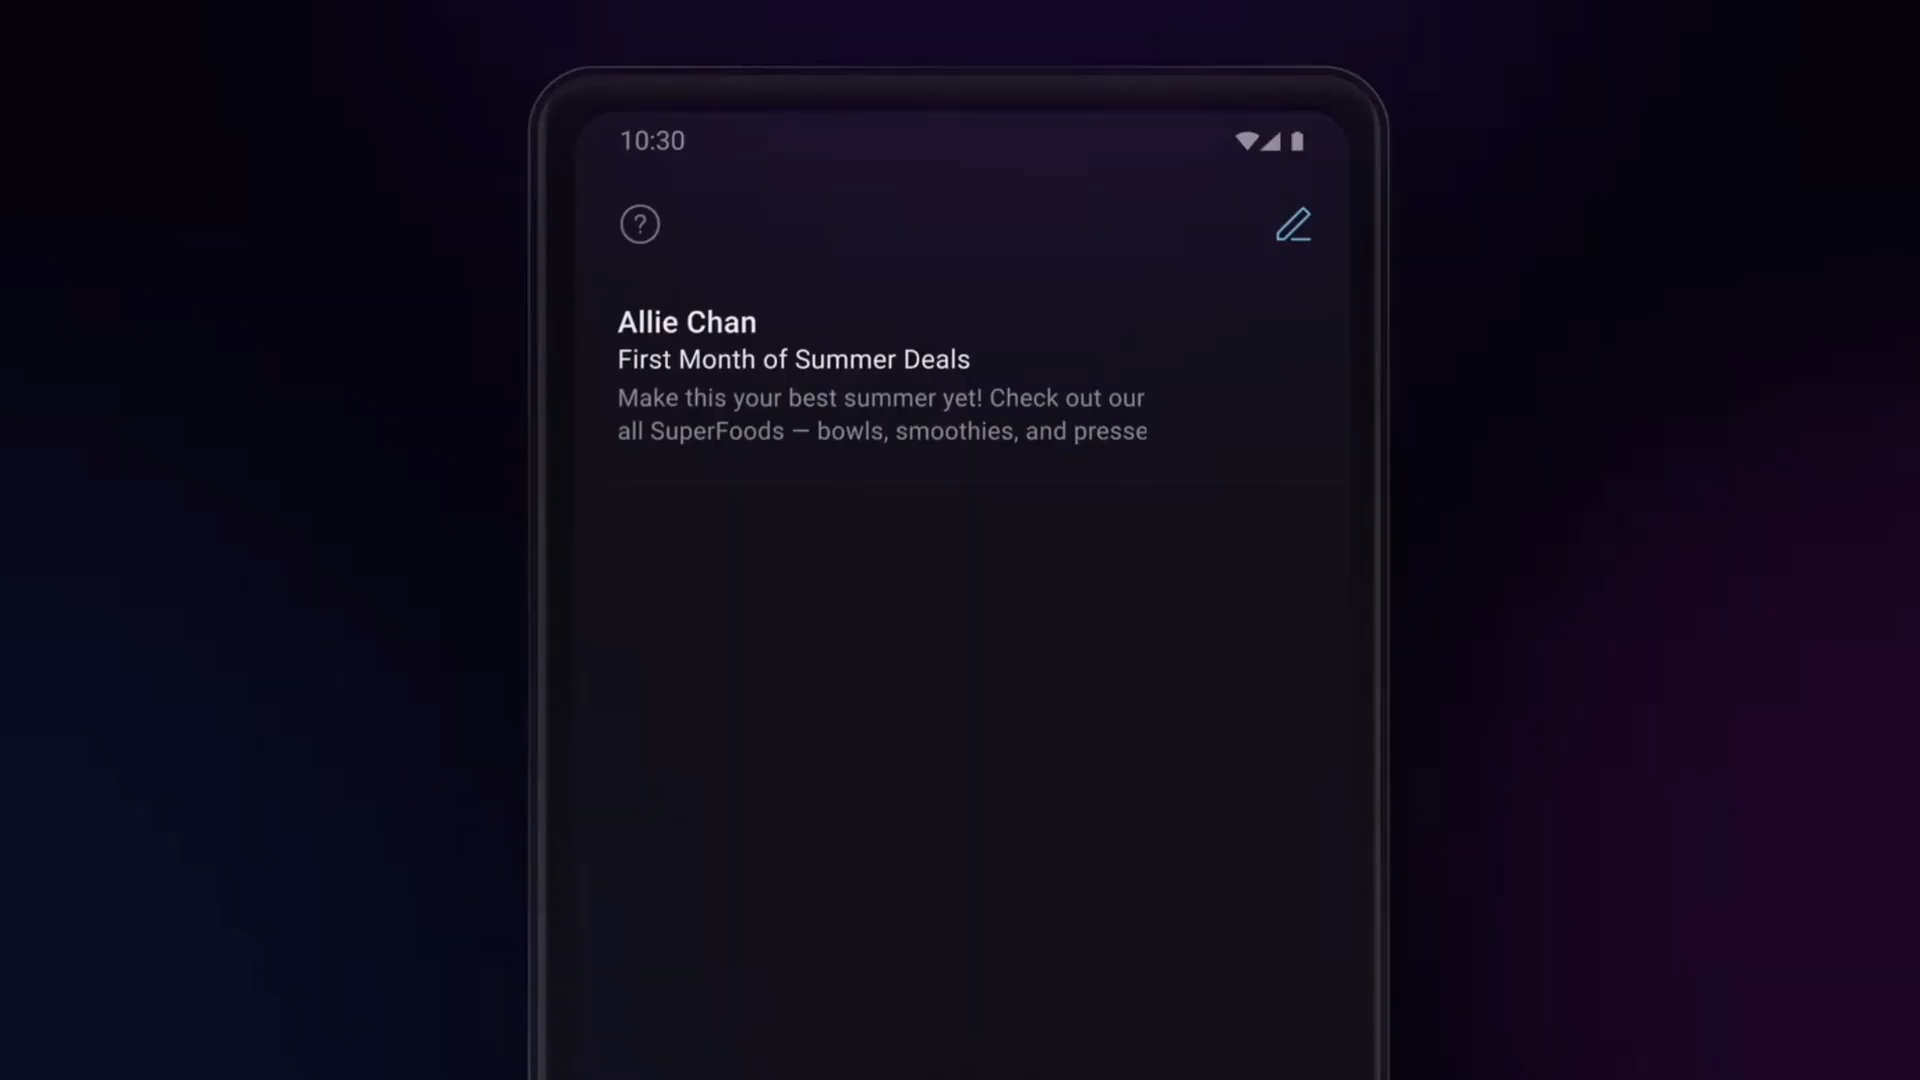 10:30
?
Allie Chan
First Month of Summer Deals
Make this your best summer yet! Check out our
all SuperFoods — bowls, smoothies, and presse